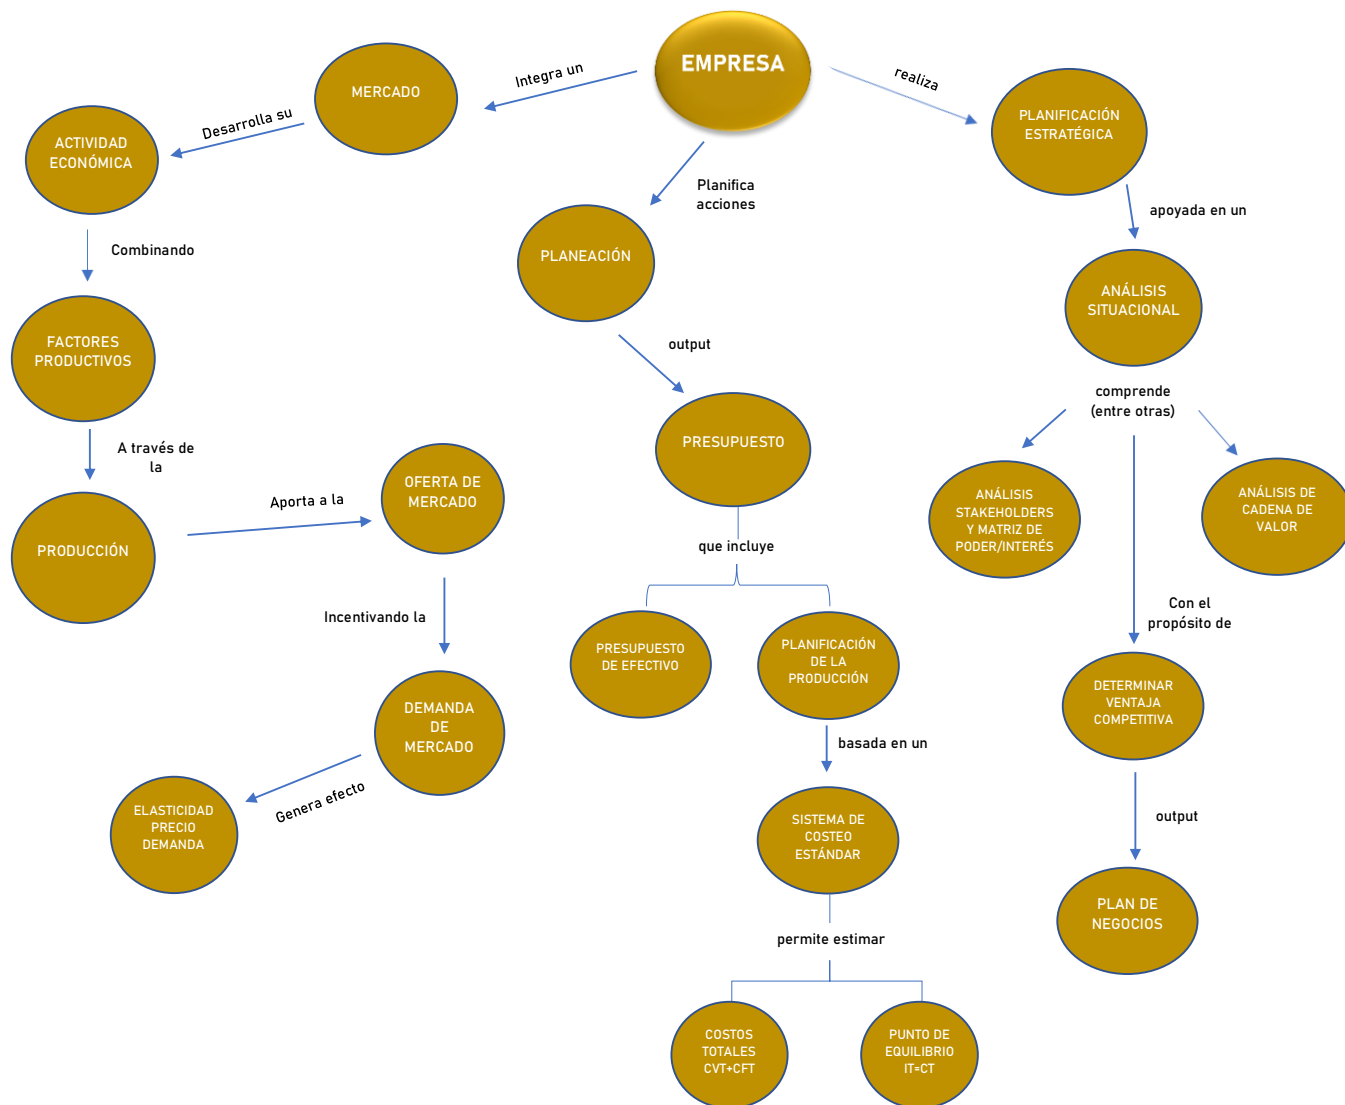 EMPRESA
Integra un
realiza
MERCADO
Desarrolla su
ACTIVIDAD
ECONÓMICA
Combinando
FACTORES
PRODUCTIVOS
A través de
la
PRODUCCIÓN
Aporta a la
OFERTA DE
MERCADO
Incentivando la
DEMANDA
DE
MERCADO
Genera efecto
ELASTICIDAD
PRECIO
DEMANDA
Planifica
acciones
PLANEACIÓN
output
PRESUPUESTO
que incluye
PRESUPUESTO
DE EFECTIVO
PLANIFICACIÓN
DE LA
PRODUCCIÓN
basada en un
SISTEMA DE
COSTEO
ESTÁNDAR
permite estimar
COSTOS
TOTALES
CVT+CFT
PUNTO DE
EQUILIBRIO
IT=CT
PLANIFICACIÓN
ESTRATÉGICA
apoyada en un
ANÁLISIS
SITUACIONAL
comprende
(entre otras)
ANÁLISIS
STAKEHOLDERS
Y MATRIZ DE
PODER/INTERÉS
ANÁLISIS DE
CADENA DE
VALOR
Con el
propósito de
DETERMINAR
VENTAJA
COMPETITIVA
output
PLAN DE
NEGOCIOS